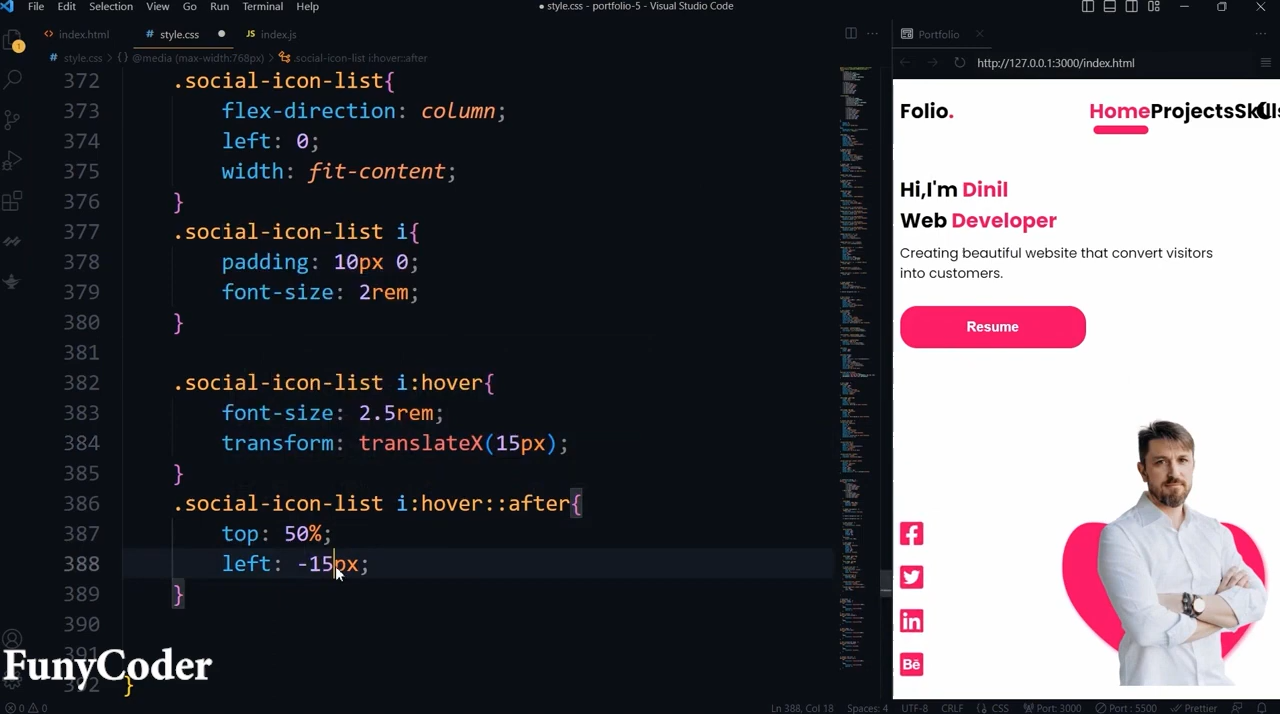 File Edit Selection View Go Run Terminal Help
● style.css - portfolio-5 - Visual Studio Code
<> index.html
# style.css ●
JS index.js
# style.css > {} @media (max-width:768px) > .social-icon-list i:hover::after
372 .social-icon-list{
373 flex-direction: column;
374 left: 0;
375 width: fit-content;
376 }
377 .social-icon-list i{
378 padding: 10px 0;
379 font-size: 2rem;
380 }
381
382 .social-icon-list i:hover{
383 font-size: 2.5rem;
384 transform: translateX(15px);
385 }
386 .social-icon-list i:hover::after{
387 top: 50%;
388 left: -15px;
389 }
390
FunyCoder
}
Portfolio
http://127.0.0.1:3000/index.html
Folio.
Home Projects
Hi,I'm Dinil
Web Developer
Creating beautiful website that convert visitors
into customers.
Resume
in
Bē
0 0 Ln 388, Col 18 Spaces: 4 UTF-8 CRLF {} CSS Port: 3000 Port : 5500 Prettier